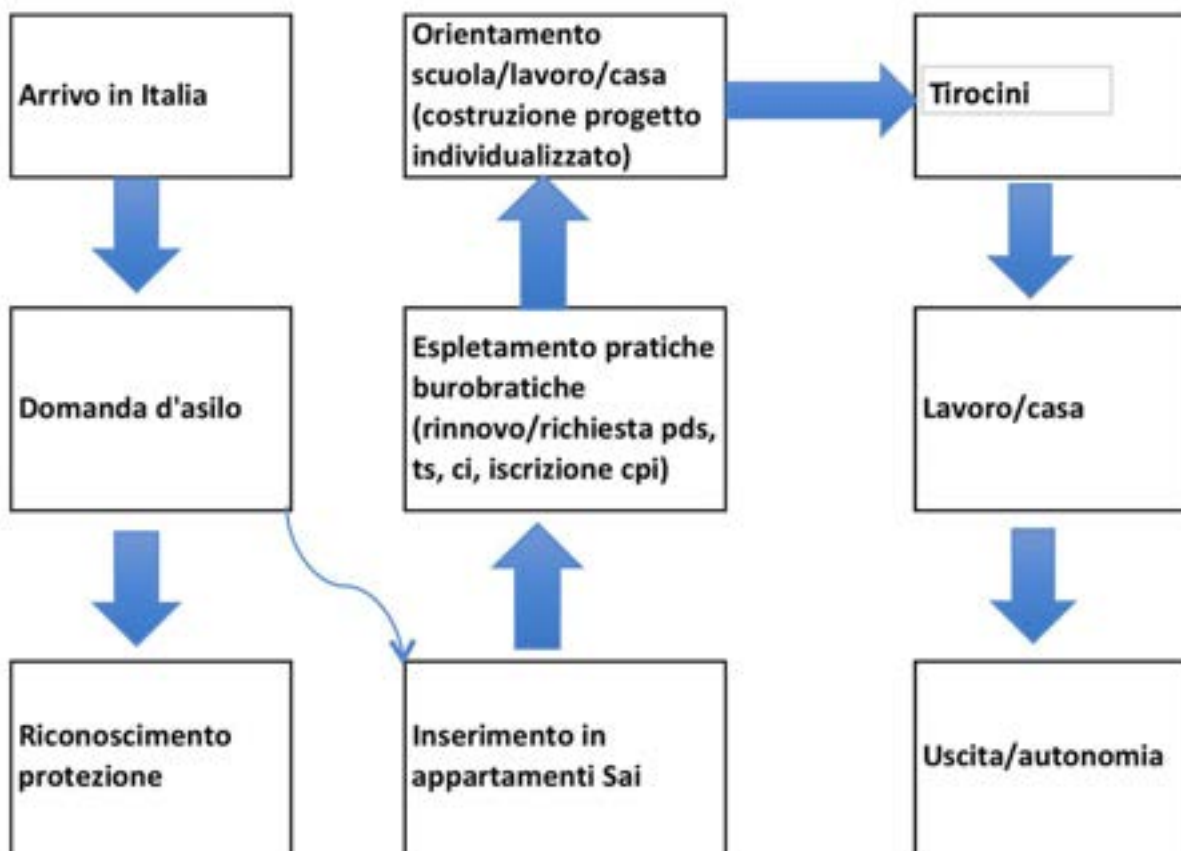 Arrivo in Italia
Domanda d'asilo
Riconoscimento
protezione
Inserimento in
appartamenti Sai
Espletamento pratiche
burobratiche
(rinnovo/richiesta pds,
ts, ci, iscrizione cpi)
Orientamento
scuola/lavoro/casa
(costruzione progetto
individualizzato)
Tirocini
Lavoro/casa
Uscita/autonomia